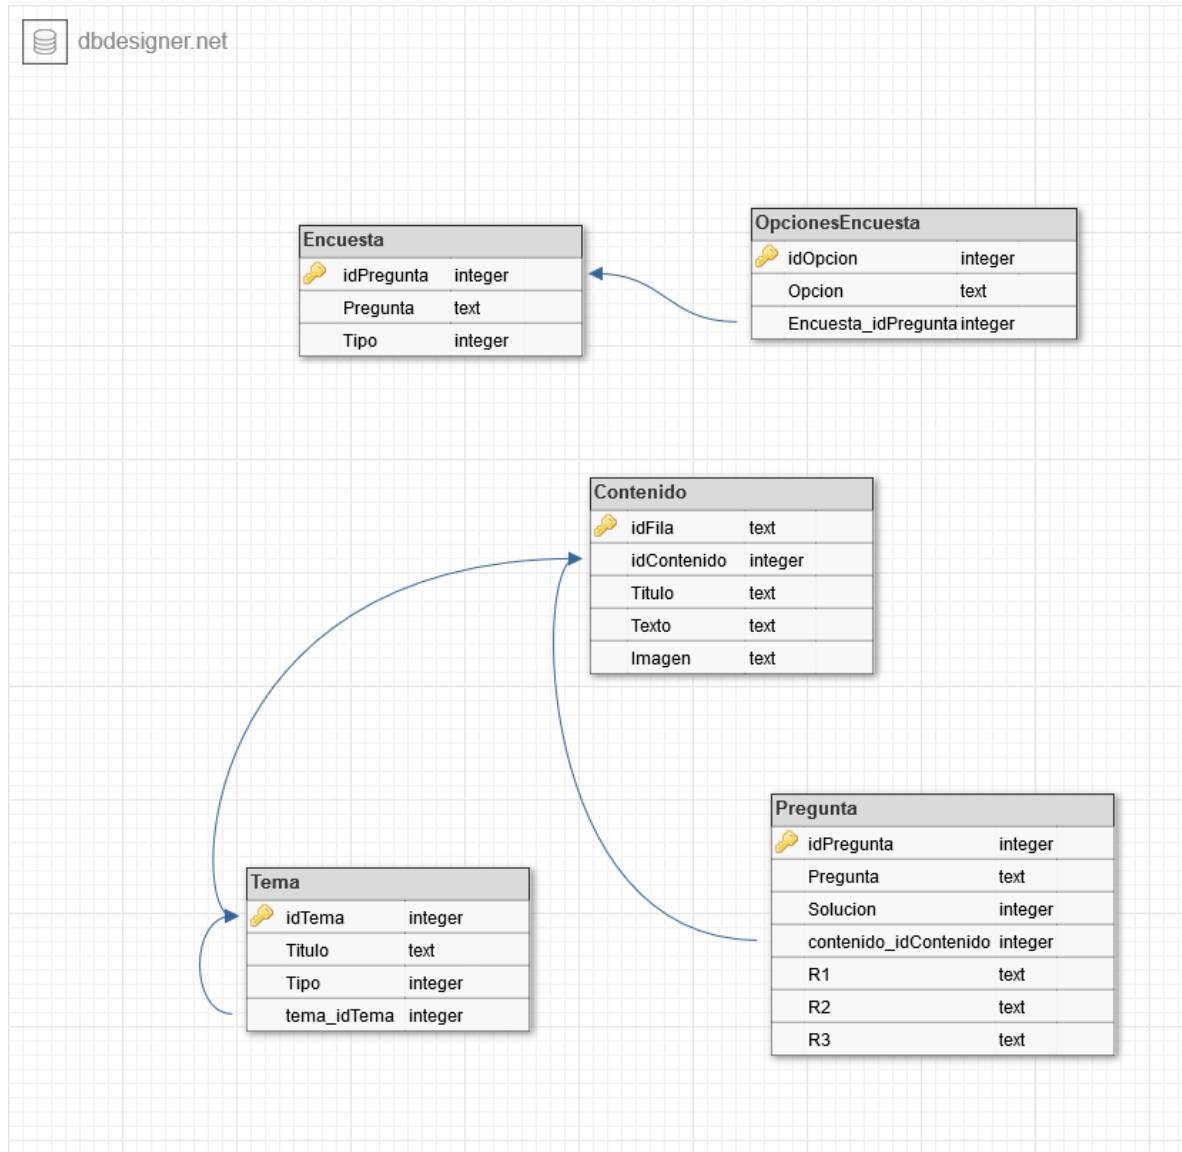 dbdesigner.net
Encuesta
idPregunta integer
Pregunta text
Tipo integer
OpcionesEncuesta
idOpcion integer
Opcion text
Encuesta_idPregunta integer
Contenido
idFila text
idContenido integer
Titulo text
Texto text
Imagen text
Tema
idTema integer
Titulo text
Tipo integer
tema_idTema integer
Pregunta
idPregunta integer
Pregunta text
Solucion integer
contenido_idContenido integer
R1 text
R2 text
R3 text